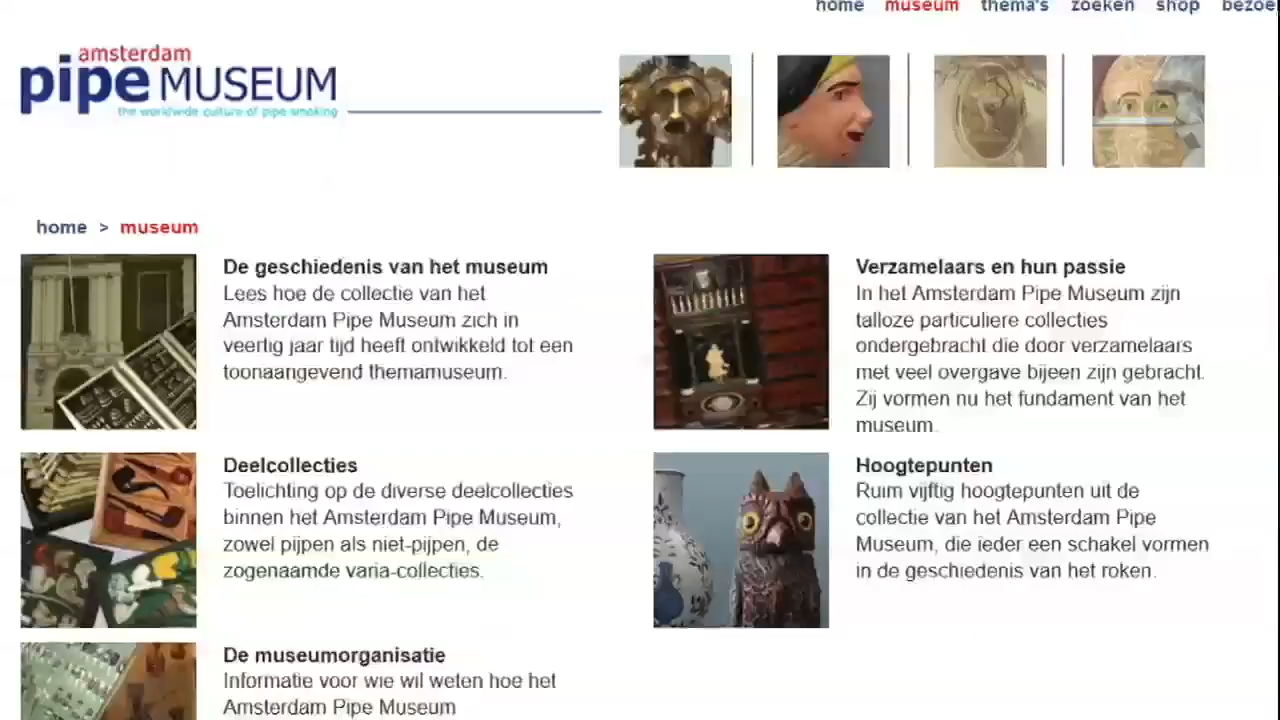 home museum thema's zoeken shop
amsterdam
pipe MUSEUM
the worldwide culture of pipe smoking
home > museum
De geschiedenis van het museum
Lees hoe de collectie van het
Amsterdam Pipe Museum zich in
veertig jaar tijd heeft ontwikkeld tot een
toonaangevend themamuseum.
Verzamelaars en hun passie
In het Amsterdam Pipe Museum zijn
talloze particuliere collecties
ondergebracht die door verzamelaars
met veel overgave bijeen zijn gebracht.
Zij vormen nu het fundament van het
museum.
Deelcollecties
Toelichting op de diverse deelcollecties
binnen het Amsterdam Pipe Museum,
zowel pijpen als niet-pijpen, de
zogenaamde varia-collecties.
Hoogtepunten
Ruim vijftig hoogtepunten uit de
collectie van het Amsterdam Pipe
Museum, die ieder een schakel vormen
in de geschiedenis van het roken.
De museumorganisatie
Informatie voor wie wil weten hoe het
Amsterdam Pipe Museum